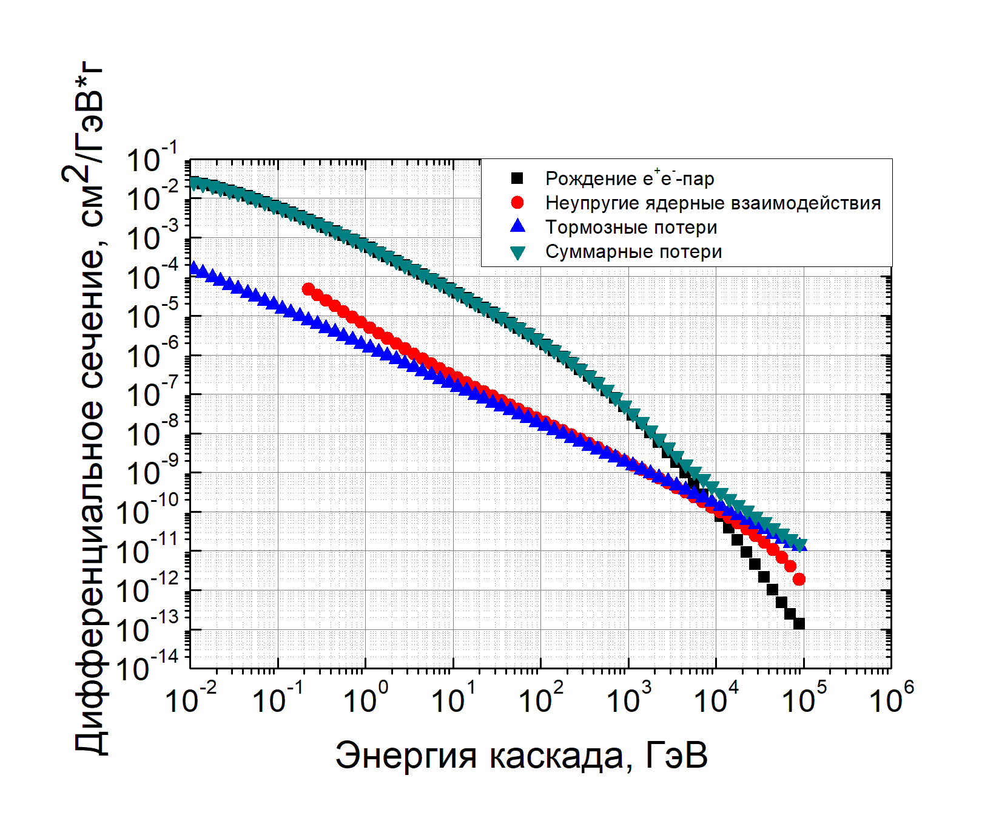 Дифференциальное сечение, см²/ГэВ*г
10⁻¹
10⁻²
10⁻³
10⁻⁴
10⁻⁵
10⁻⁶
10⁻⁷
10⁻⁸
10⁻⁹
10⁻¹⁰
10⁻¹¹
10⁻¹²
10⁻¹³
10⁻¹⁴
Рождение e⁺e⁻-пар
Неупругие ядерные взаимодействия
Тормозные потери
Суммарные потери
10⁻² 10⁻¹ 10⁰ 10¹ 10² 10³ 10⁴ 10⁵ 10⁶
Энергия каскада, ГэВ